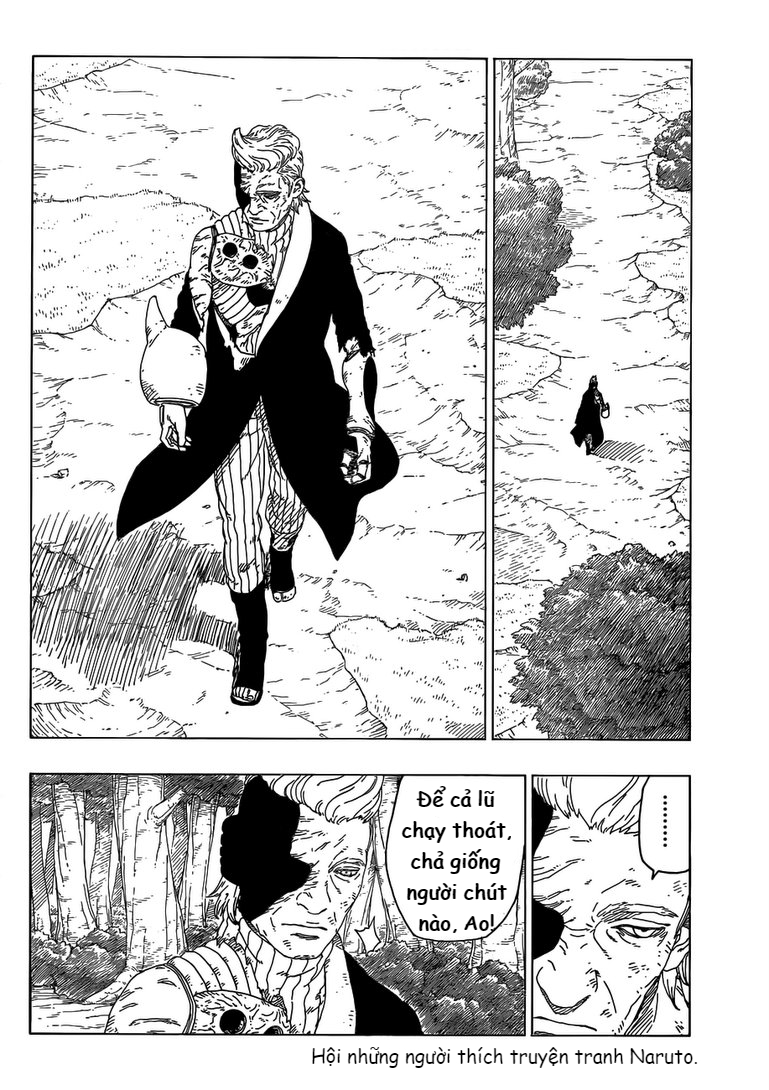 Để cả lũ
chạy thoát,
chả giống
người chút
nào, Ao!
.........
Hội những người thích truyện tranh Naruto.